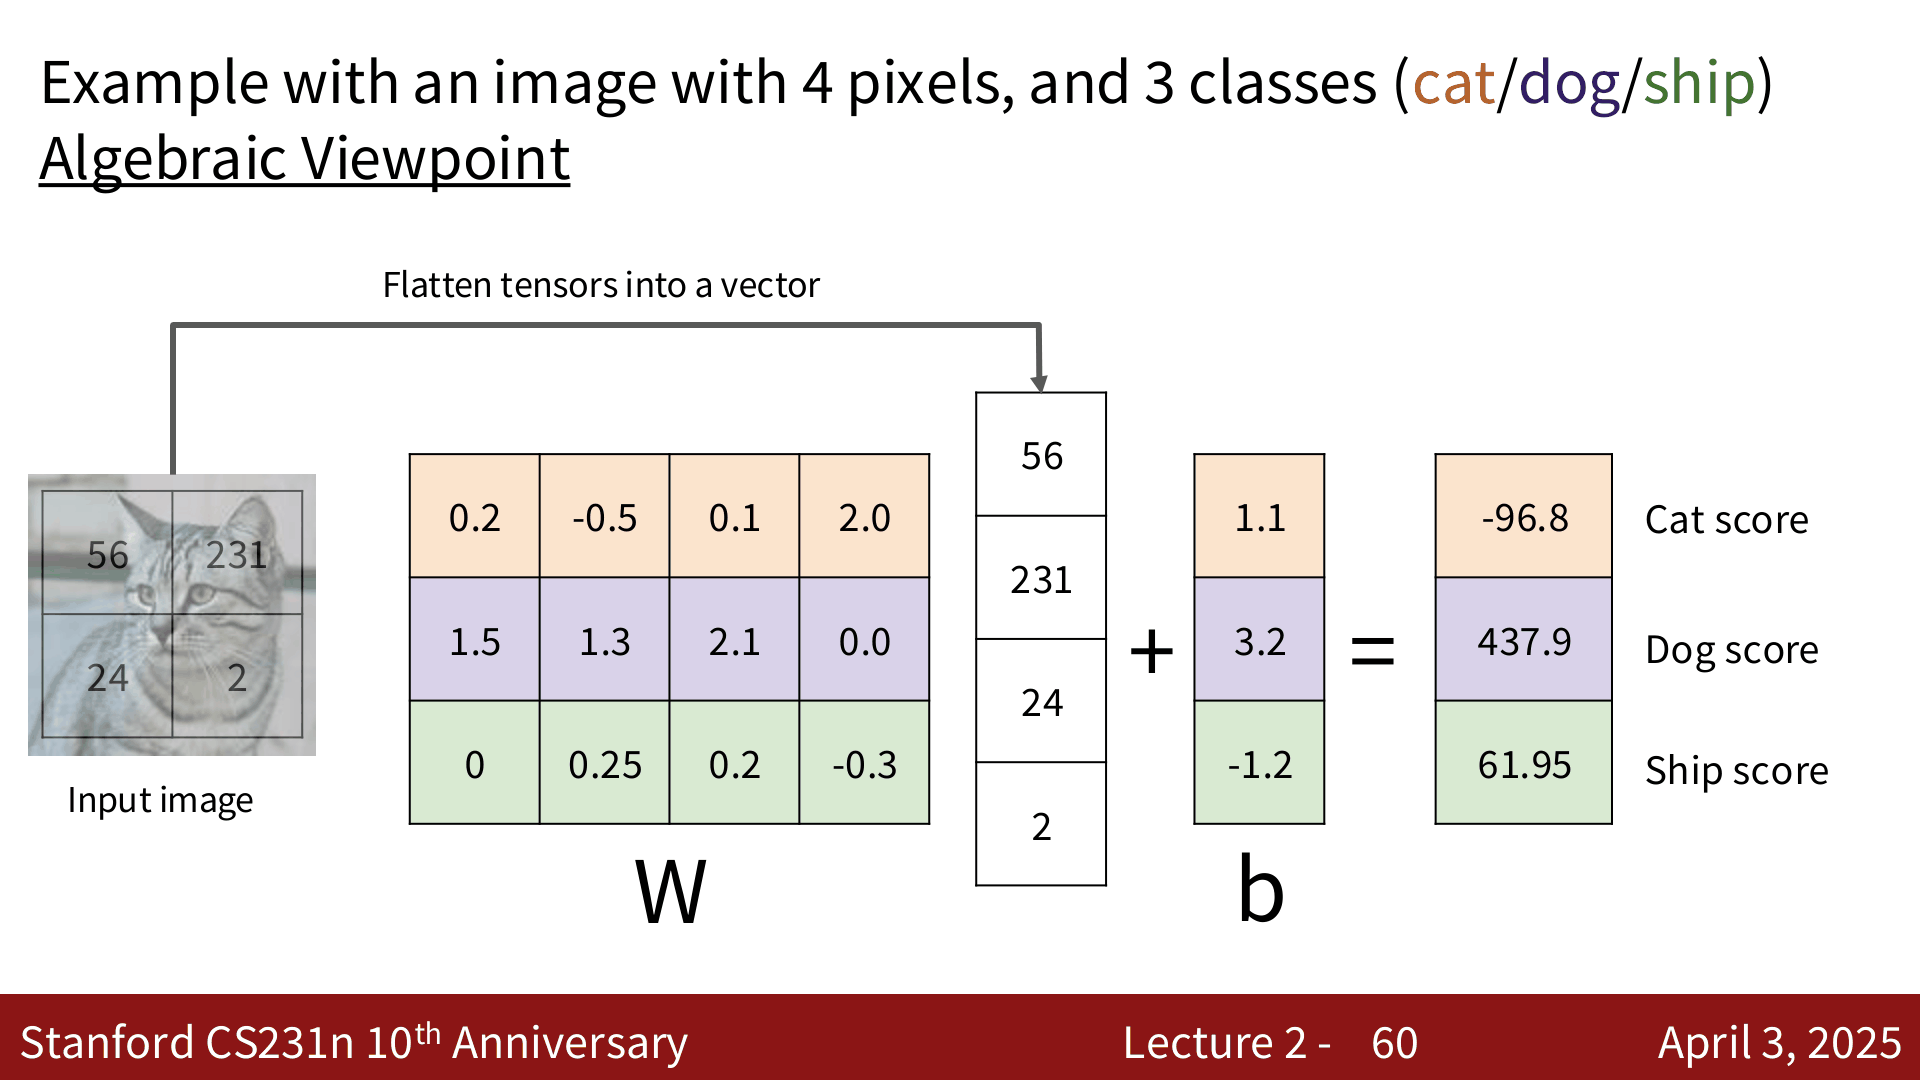 Example with an image with 4 pixels, and 3 classes (cat/dog/ship)
Algebraic Viewpoint
Flatten tensors into a vector
56 231
24 2
Input image
0.2 -0.5 0.1 2.0
1.5 1.3 2.1 0.0
0 0.25 0.2 -0.3
W
56
231
24
2
+
1.1
3.2
-1.2
b
=
-96.8 Cat score
437.9 Dog score
61.95 Ship score
Stanford CS231n 10th Anniversary Lecture 2 - 60 April 3, 2025